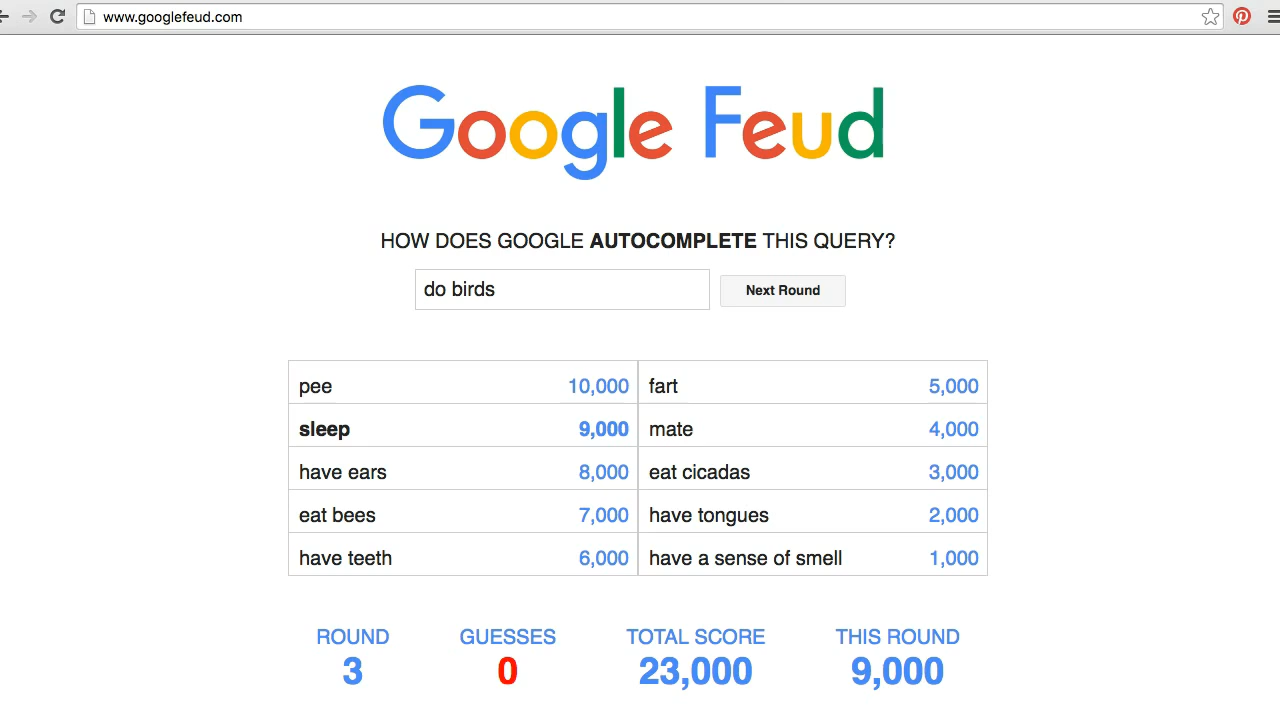 www.googlefeud.com
Google Feud
HOW DOES GOOGLE AUTOCOMPLETE THIS QUERY?
do birds Next Round
pee 10,000 fart 5,000
sleep 9,000 mate 4,000
have ears 8,000 eat cicadas 3,000
eat bees 7,000 have tongues 2,000
have teeth 6,000 have a sense of smell 1,000
ROUND GUESSES TOTAL SCORE THIS ROUND
3 0 23,000 9,000